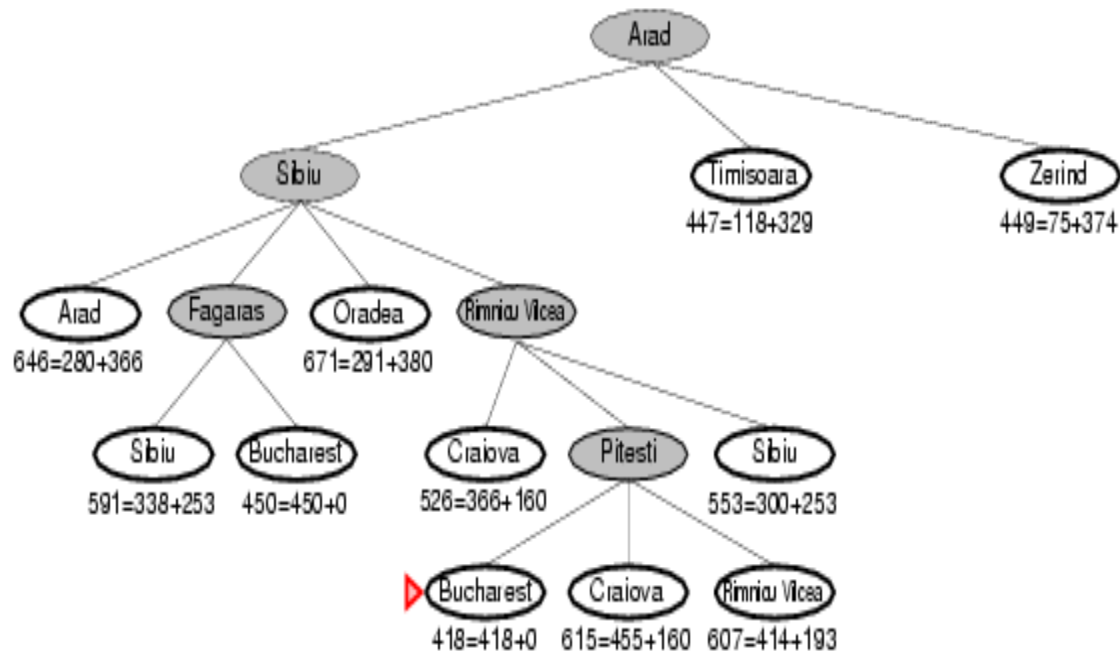 Arad
Sibiu
Timisoara
Zerind
447=118+329
449=75+374
Arad
Fagaras
Oradea
Rimnicu Vilcea
646=280+366
671=291+380
Sibiu
Bucharest
Craiova
Pitesti
Sibiu
591=338+253
450=450+0
526=366+160
553=300+253
Bucharest
Craiova
Rimnicu Vilcea
418=418+0
615=455+160
607=414+193